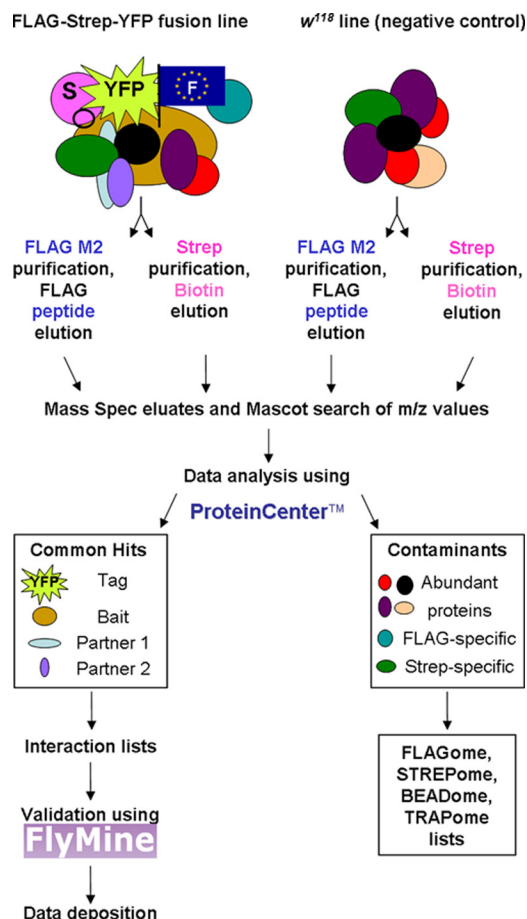 FLAG-Strep-YFP fusion line
w118 line (negative control)
S
YFP
F
FLAG M2
purification,
FLAG
peptide
elution
Strep
purification,
Biotin
elution
FLAG M2
purification,
FLAG
peptide
elution
Strep
purification,
Biotin
elution
Mass Spec eluates and Mascot search of m/z values
Data analysis using
ProteinCenter™
Common Hits
YFP Tag
Bait
Partner 1
Partner 2
Contaminants
Abundant
proteins
FLAG-specific
Strep-specific
Interaction lists
FLAGome,
STREPome,
BEADome,
TRAPome
lists
Validation using
FlyMine
Data deposition